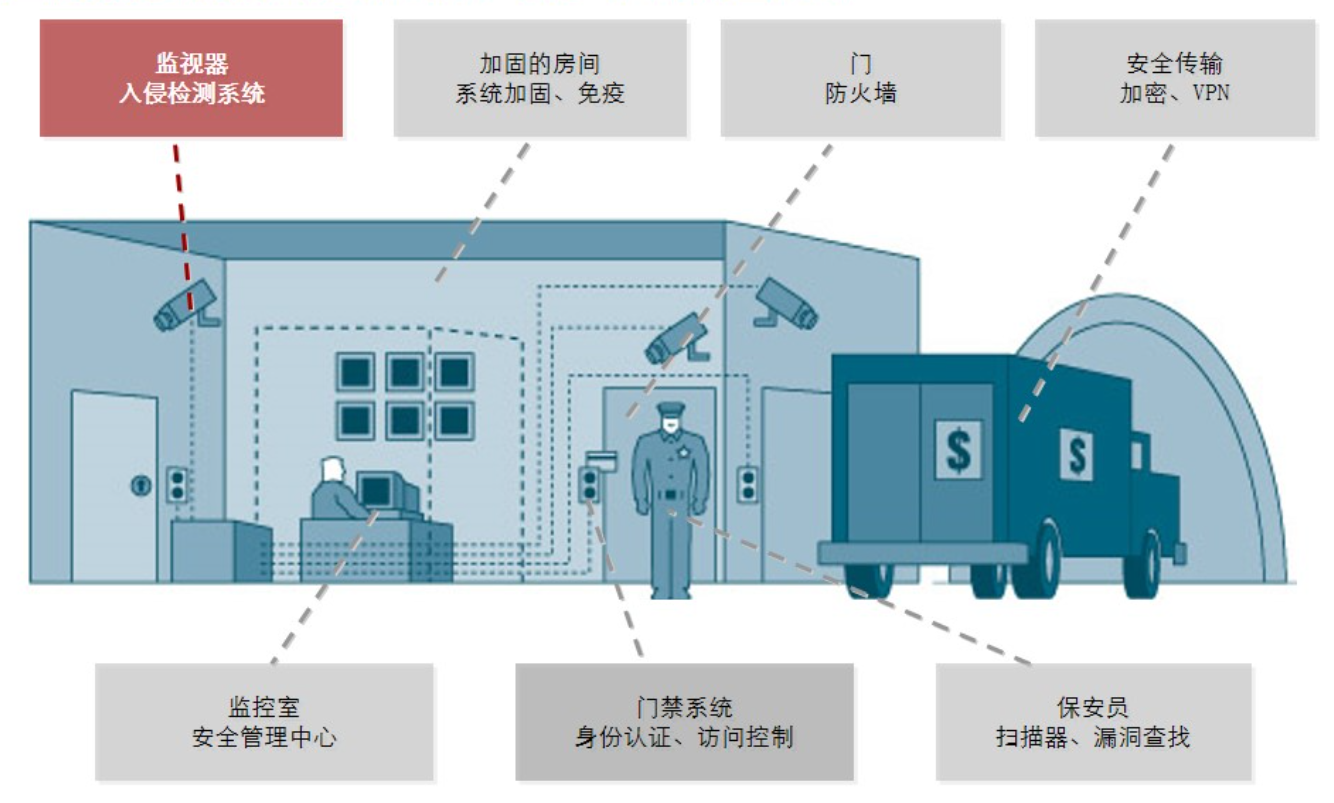 监视器
入侵检测系统
加固的房间
系统加固、免疫
门
防火墙
安全传输
加密、VPN
$
$
监控室
安全管理中心
门禁系统
身份认证、访问控制
保安员
扫描器、漏洞查找